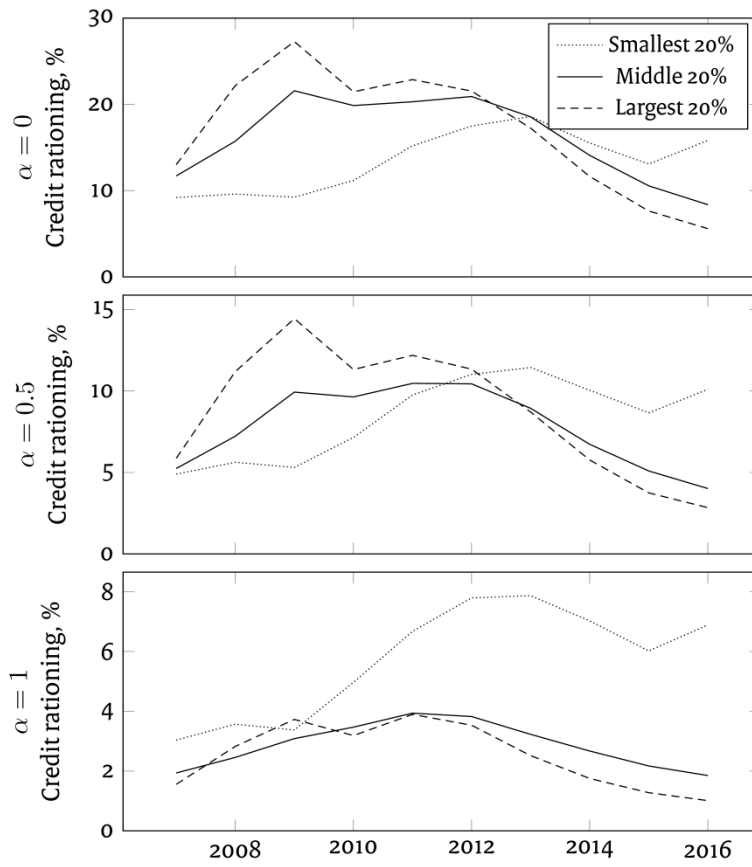 30
20
10
0
α = 0
Credit rationing, %
Smallest 20%
Middle 20%
Largest 20%
15
10
5
0
α = 0.5
Credit rationing, %
8
6
4
2
0
α = 1
Credit rationing, %
2008 2010 2012 2014 2016